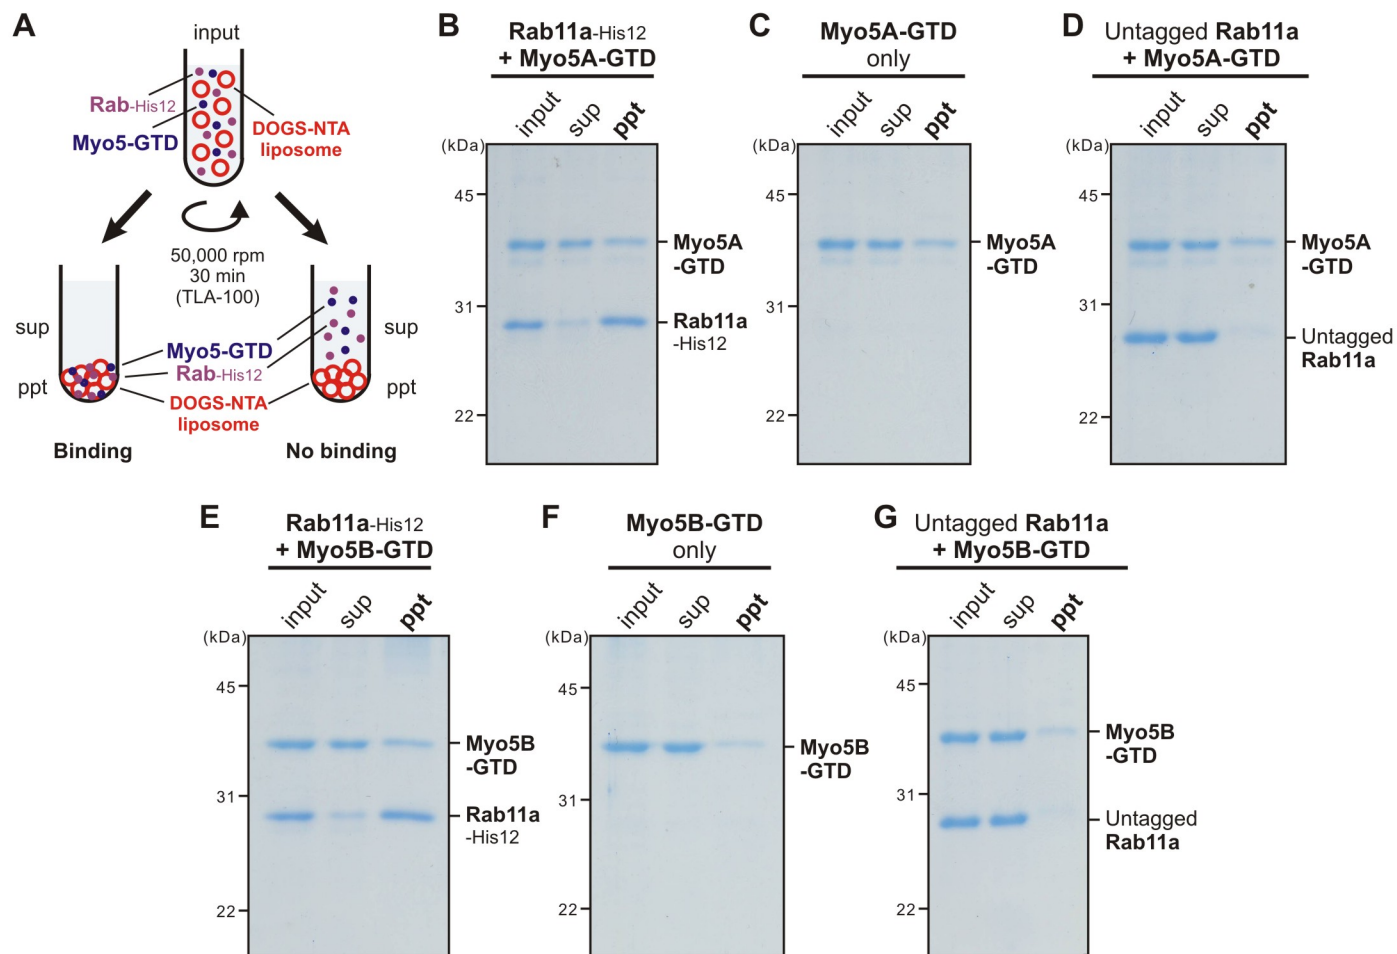 A
input
Rab-His12
Myo5-GTD
DOGS-NTA
liposome
50,000 rpm
30 min
(TLA-100)
sup
ppt
Myo5-GTD
Rab-His12
DOGS-NTA
liposome
sup
ppt
Binding
No binding
B
Rab11a-His12
+ Myo5A-GTD
input
sup
ppt
(kDa)
45
31
22
Myo5A
-GTD
Rab11a
-His12
C
Myo5A-GTD
only
input
sup
ppt
(kDa)
45
31
22
Myo5A
-GTD
D
Untagged Rab11a
+ Myo5A-GTD
input
sup
ppt
(kDa)
45
31
22
Myo5A
-GTD
Untagged
Rab11a
E
Rab11a-His12
+ Myo5B-GTD
input
sup
ppt
(kDa)
45
31
22
Myo5B
-GTD
Rab11a
-His12
F
Myo5B-GTD
only
input
sup
ppt
(kDa)
45
31
22
Myo5B
-GTD
G
Untagged Rab11a
+ Myo5B-GTD
input
sup
ppt
(kDa)
45
31
22
Myo5B
-GTD
Untagged
Rab11a